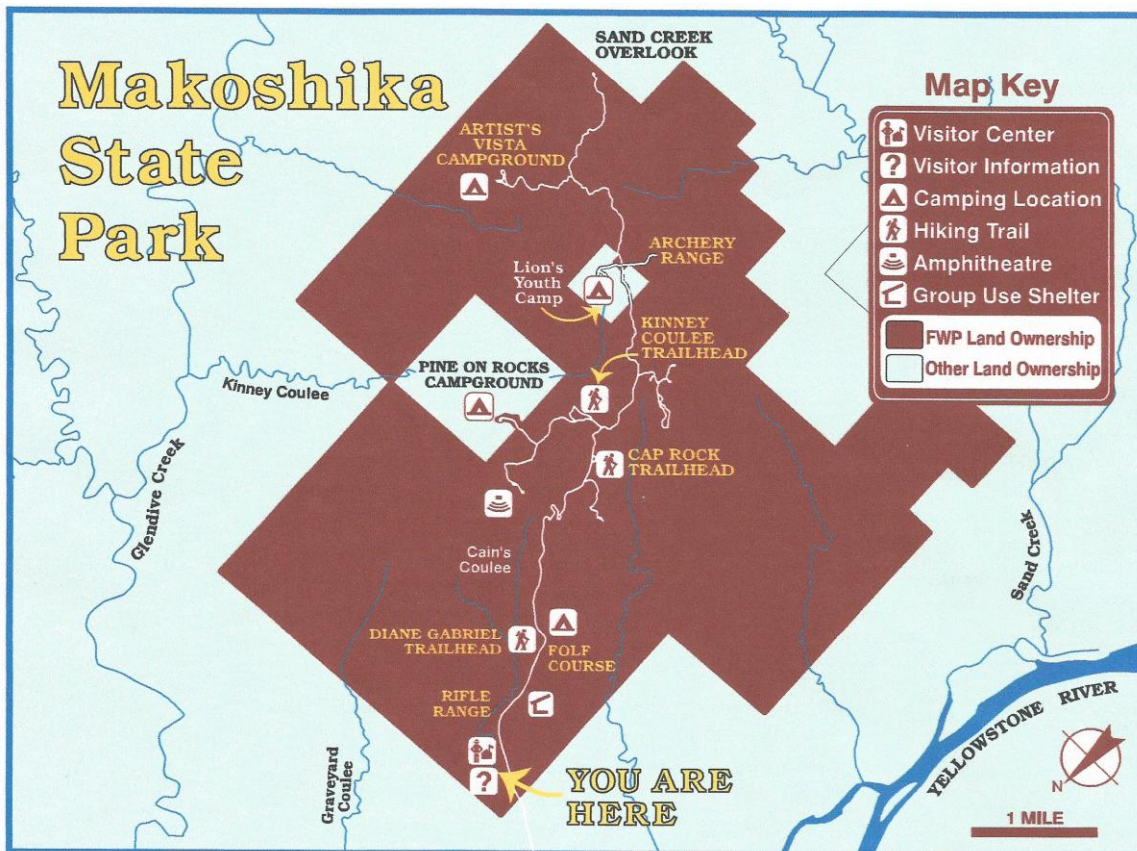 Makoshika
State
Park
SAND CREEK
OVERLOOK
ARTIST'S
VISTA
CAMPGROUND
ARCHERY
RANGE
Lion's
Youth
Camp
KINNEY
COULEE
TRAILHEAD
PINE ON ROCKS
CAMPGROUND
Kinney Coulee
CAP ROCK
TRAILHEAD
Glendive Creek
Cain's
Coulee
DIANE GABRIEL
TRAILHEAD
FOLF
COURSE
RIFLE
RANGE
Graveyard
Coulee
?
YOU ARE
HERE
Map Key
Visitor Center
? Visitor Information
Camping Location
Hiking Trail
Amphitheatre
Group Use Shelter
FWP Land Ownership
Other Land Ownership
Sand Creek
YELLOWSTONE RIVER
N
1 MILE